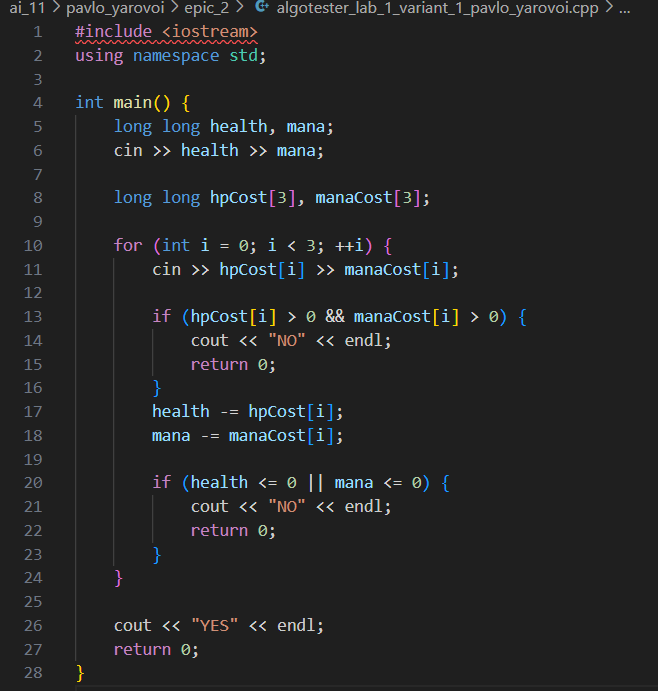 ai_11 > pavlo_yarovoi > epic_2 > algotester_lab_1_variant_1_pavlo_yarovoi.cpp > ...
1 #include <iostream>
2 using namespace std;
3
4 int main() {
5     long long health, mana;
6     cin >> health >> mana;
7
8     long long hpCost[3], manaCost[3];
9
10     for (int i = 0; i < 3; ++i) {
11         cin >> hpCost[i] >> manaCost[i];
12
13         if (hpCost[i] > 0 && manaCost[i] > 0) {
14             cout << "NO" << endl;
15             return 0;
16         }
17         health -= hpCost[i];
18         mana -= manaCost[i];
19
20         if (health <= 0 || mana <= 0) {
21             cout << "NO" << endl;
22             return 0;
23         }
24     }
25
26     cout << "YES" << endl;
27     return 0;
28 }